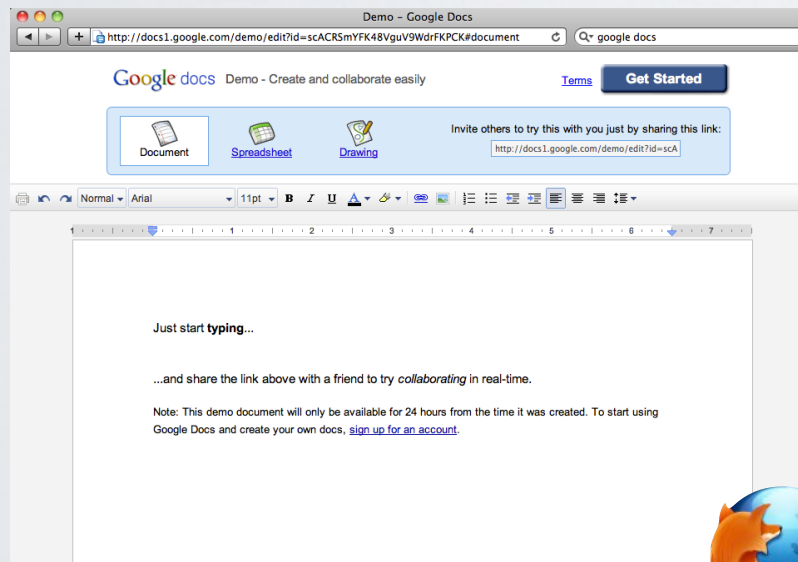 Demo – Google Docs
http://docs1.google.com/demo/edit?id=scACRSmYFK48VguV9WdrFKPCK#document google docs
Google docs Demo - Create and collaborate easily Terms Get Started
Invite others to try this with you just by sharing this link:
http://docs1.google.com/demo/edit?id=scA
Document Spreadsheet Drawing
Normal Arial 11pt B I U A
1 1 2 3 4 5 6 7
Just start typing...
...and share the link above with a friend to try collaborating in real-time.
Note: This demo document will only be available for 24 hours from the time it was created. To start using
Google Docs and create your own docs, sign up for an account.